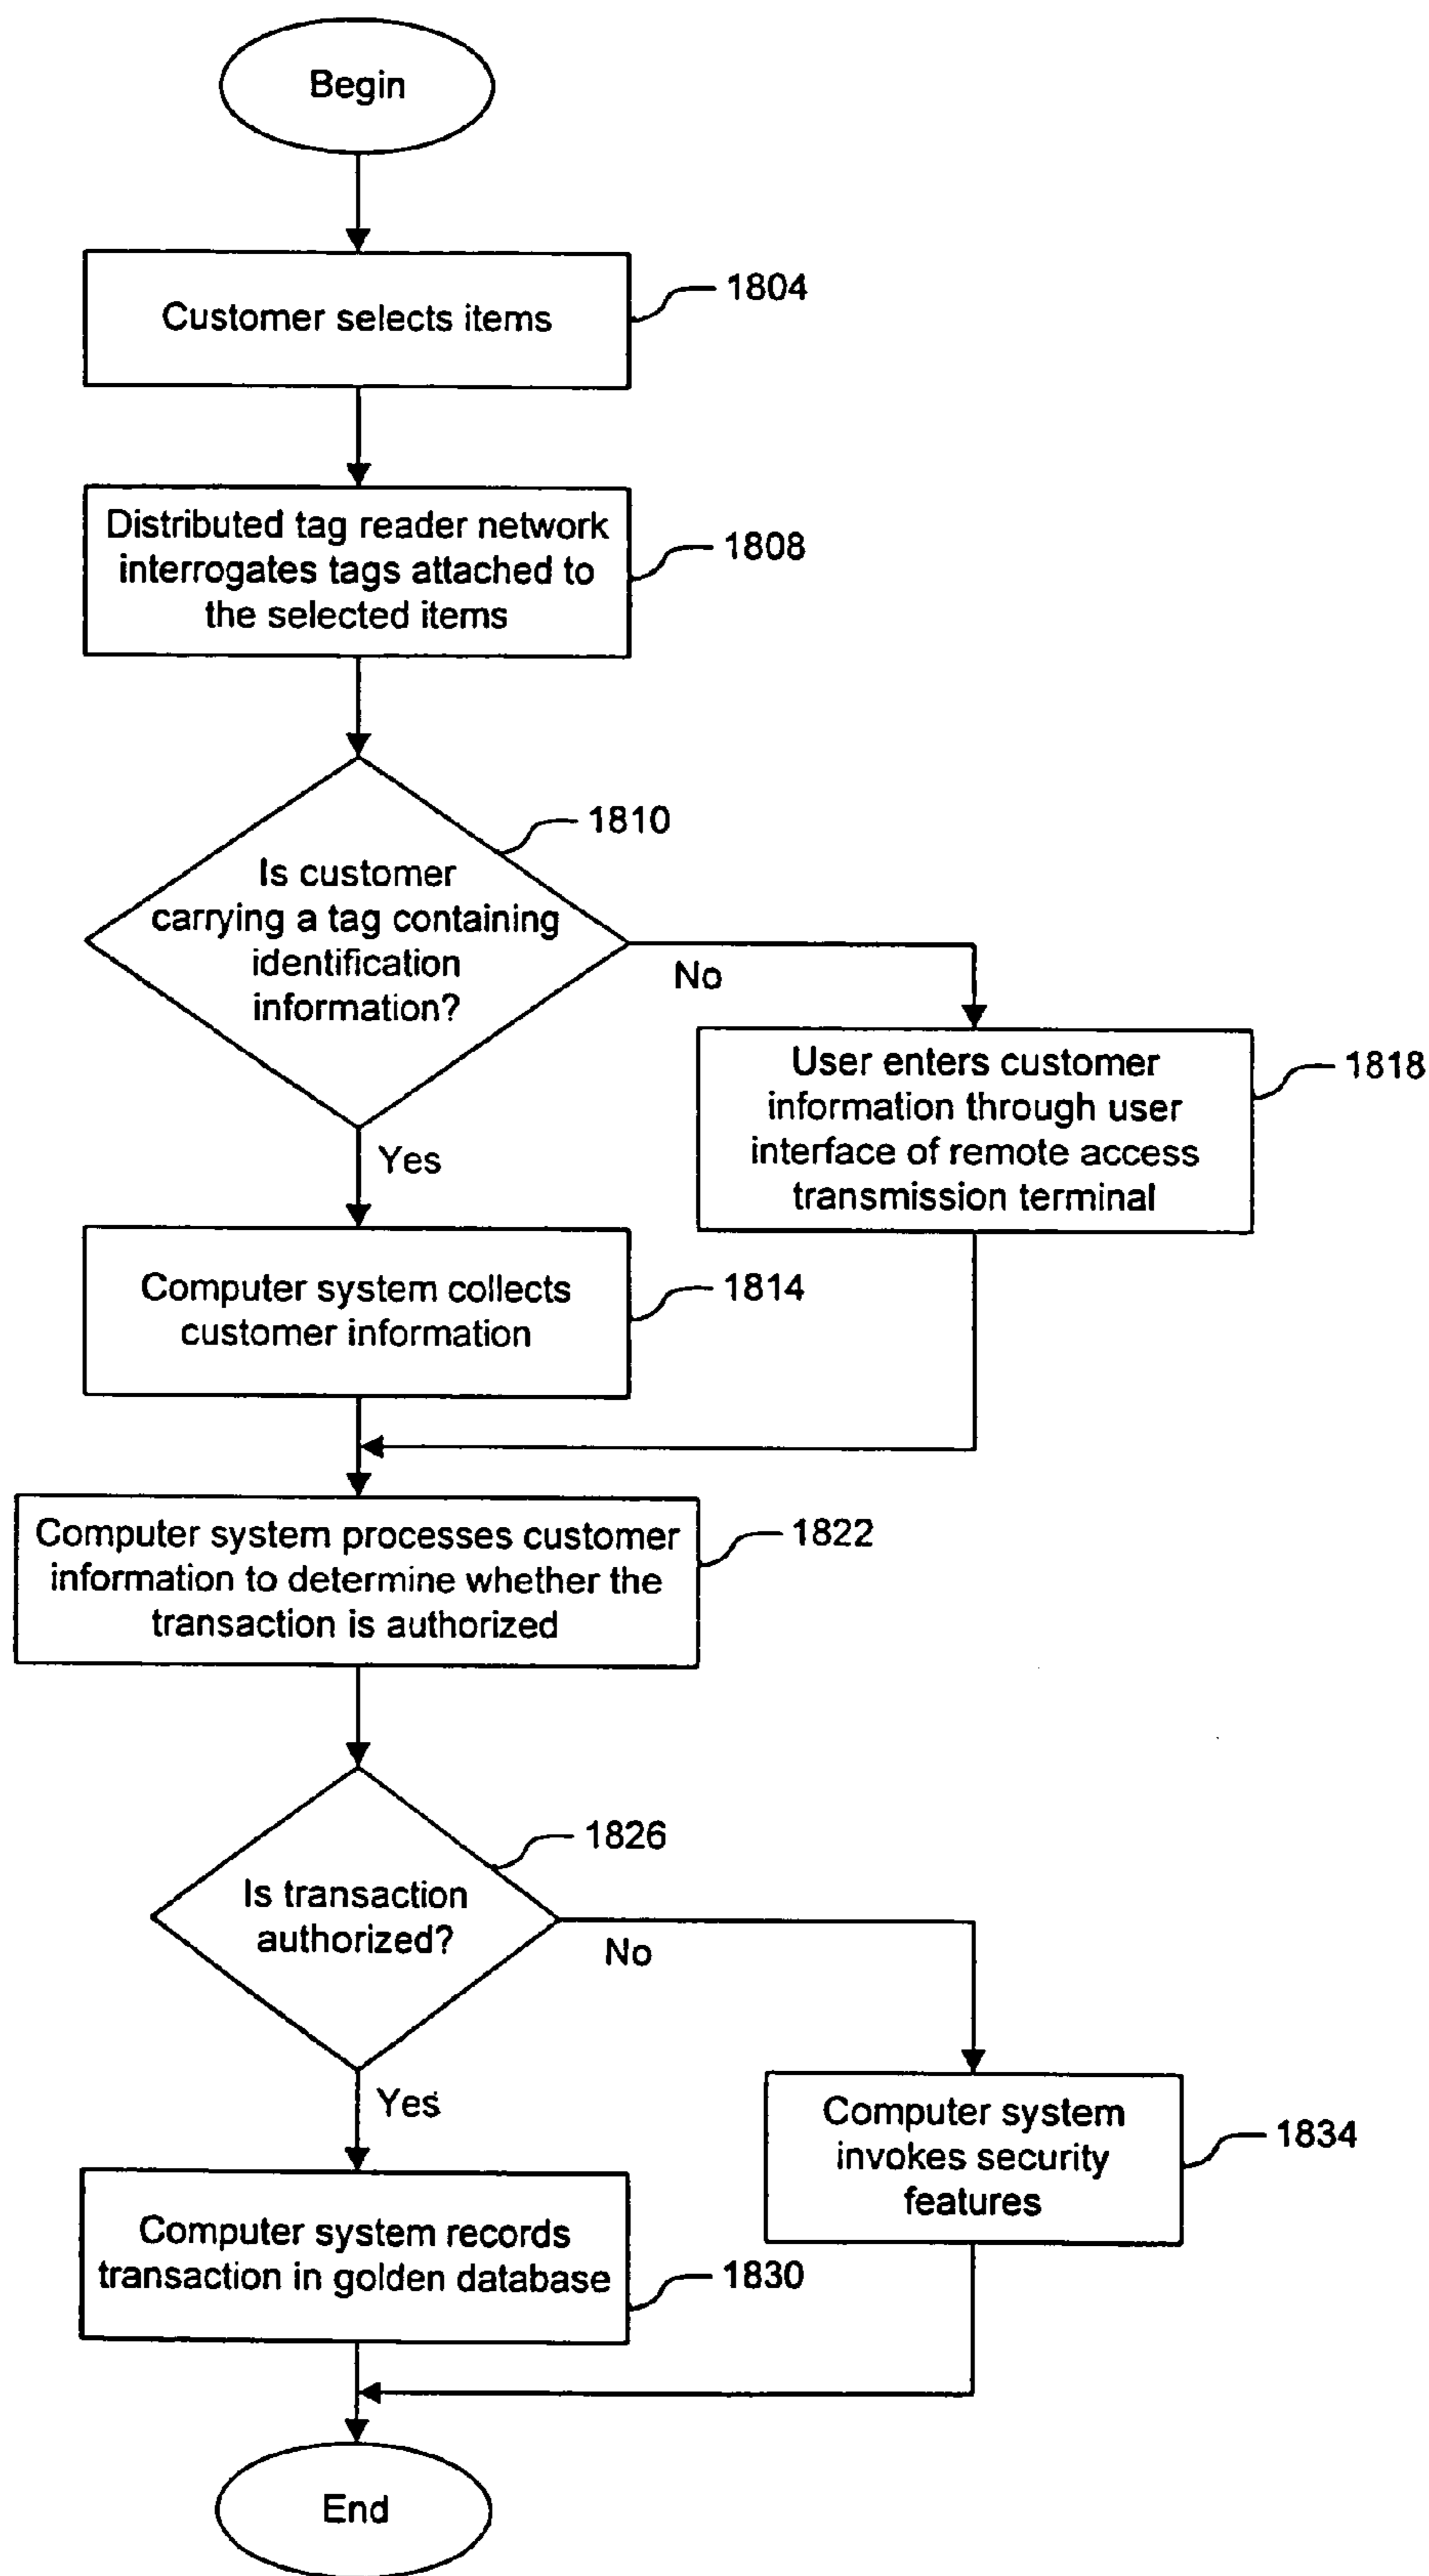 Begin
Customer selects items
1804
Distributed tag reader network
interrogates tags attached to
the selected items
1808
1810
Is customer
carrying a tag containing
identification
information?
No
Yes
User enters customer
information through user
interface of remote access
transmission terminal
1818
Computer system collects
customer information
1814
Computer system processes customer
information to determine whether the
transaction is authorized
1822
1826
Is transaction
authorized?
No
Yes
Computer system
invokes security
features
1834
Computer system records
transaction in golden database
1830
End